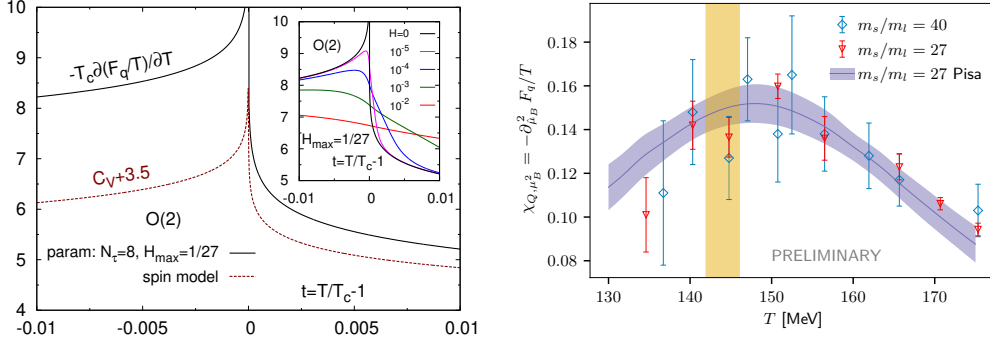 10
9
8
7
6
5
4
-0.01
-0.005
0
0.005
0.01
-T_c∂(F_q/T)/∂T
C_V+3.5
O(2)
param: N_τ=8, H_max=1/27
spin model
t=T/T_c-1
10
9
8
7
6
5
-0.01
0
0.01
O(2)
H=0
10^-5
10^-4
10^-3
10^-2
H_max=1/27
t=T/T_c-1
χ_{Q,μ_B^2} = −∂^2_{μ̂_B} F_q/T
0.16
0.14
0.12
0.10
0.08
m_s/m_l = 40
m_s/m_l = 27
m_s/m_l = 27 Pisa
PRELIMINARY
130
140
150
160
170
T [MeV]